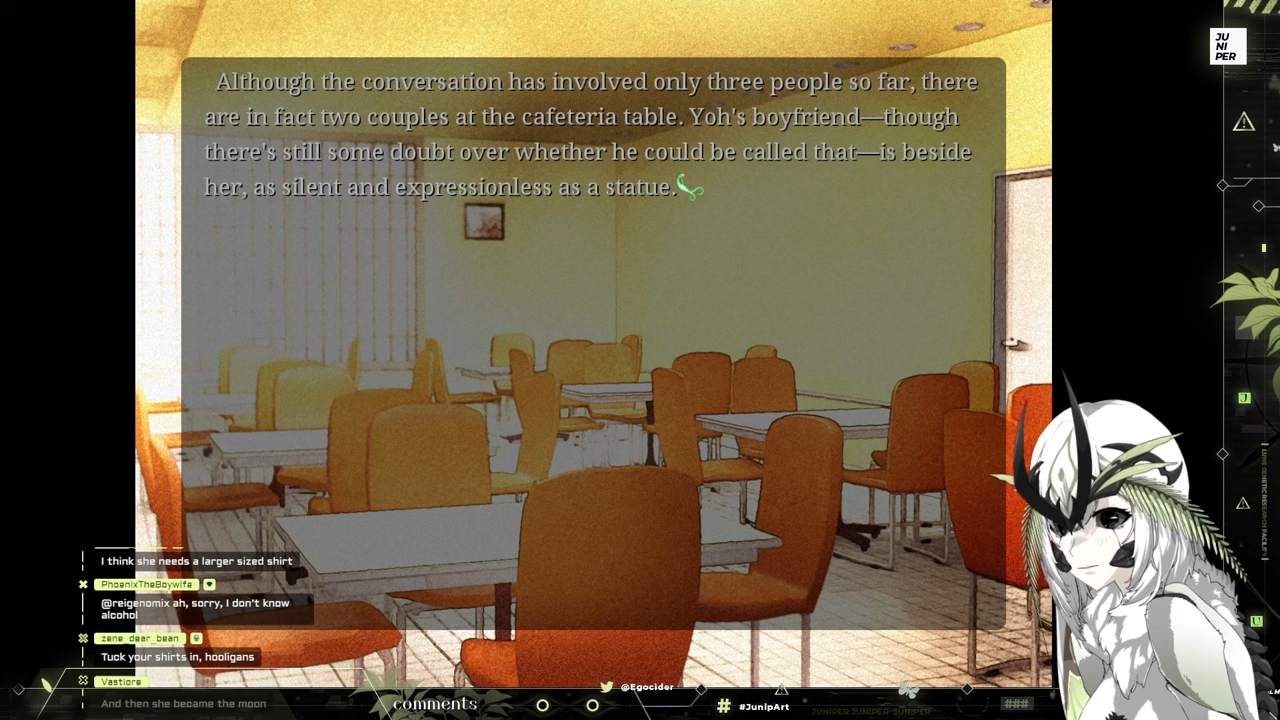 Although the conversation has involved only three people so far, there
are in fact two couples at the cafeteria table. Yoh's boyfriend—though
there's still some doubt over whether he could be called that—is beside
her, as silent and expressionless as a statue.
JU
NI
PER
I think she needs a larger sized shirt
PhoenixTheBoywife
@reigenomix ah, sorry, I don't know
alcohol
zene_dear_bean
Tuck your shirts in, hooligans
Vastiore
And then she became the moon
comments
@Egocider
#JunipArt
###
JUNIPER JUNIPER JUNIPER
J
U